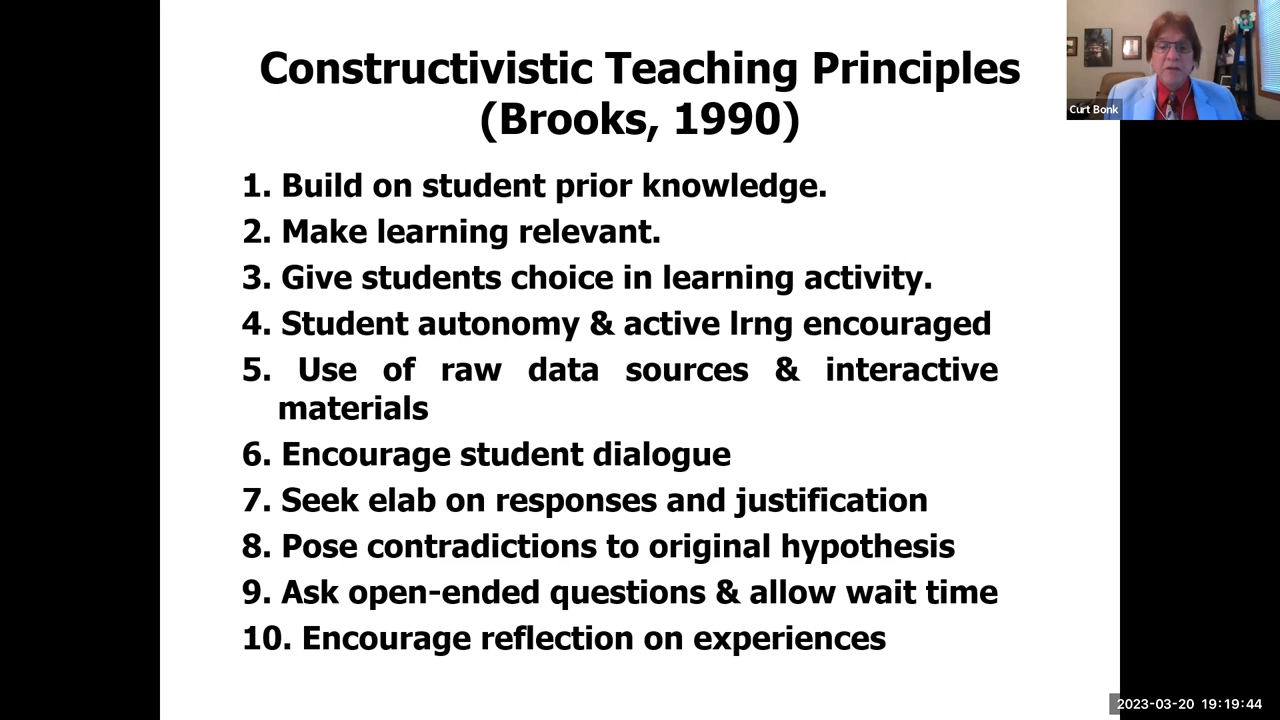 Constructivistic Teaching Principles
(Brooks, 1990)
1. Build on student prior knowledge.
2. Make learning relevant.
3. Give students choice in learning activity.
4. Student autonomy & active lrng encouraged
5. Use of raw data sources & interactive
materials
6. Encourage student dialogue
7. Seek elab on responses and justification
8. Pose contradictions to original hypothesis
9. Ask open-ended questions & allow wait time
10. Encourage reflection on experiences
Curt Bonk
2023-03-20 19:19:44